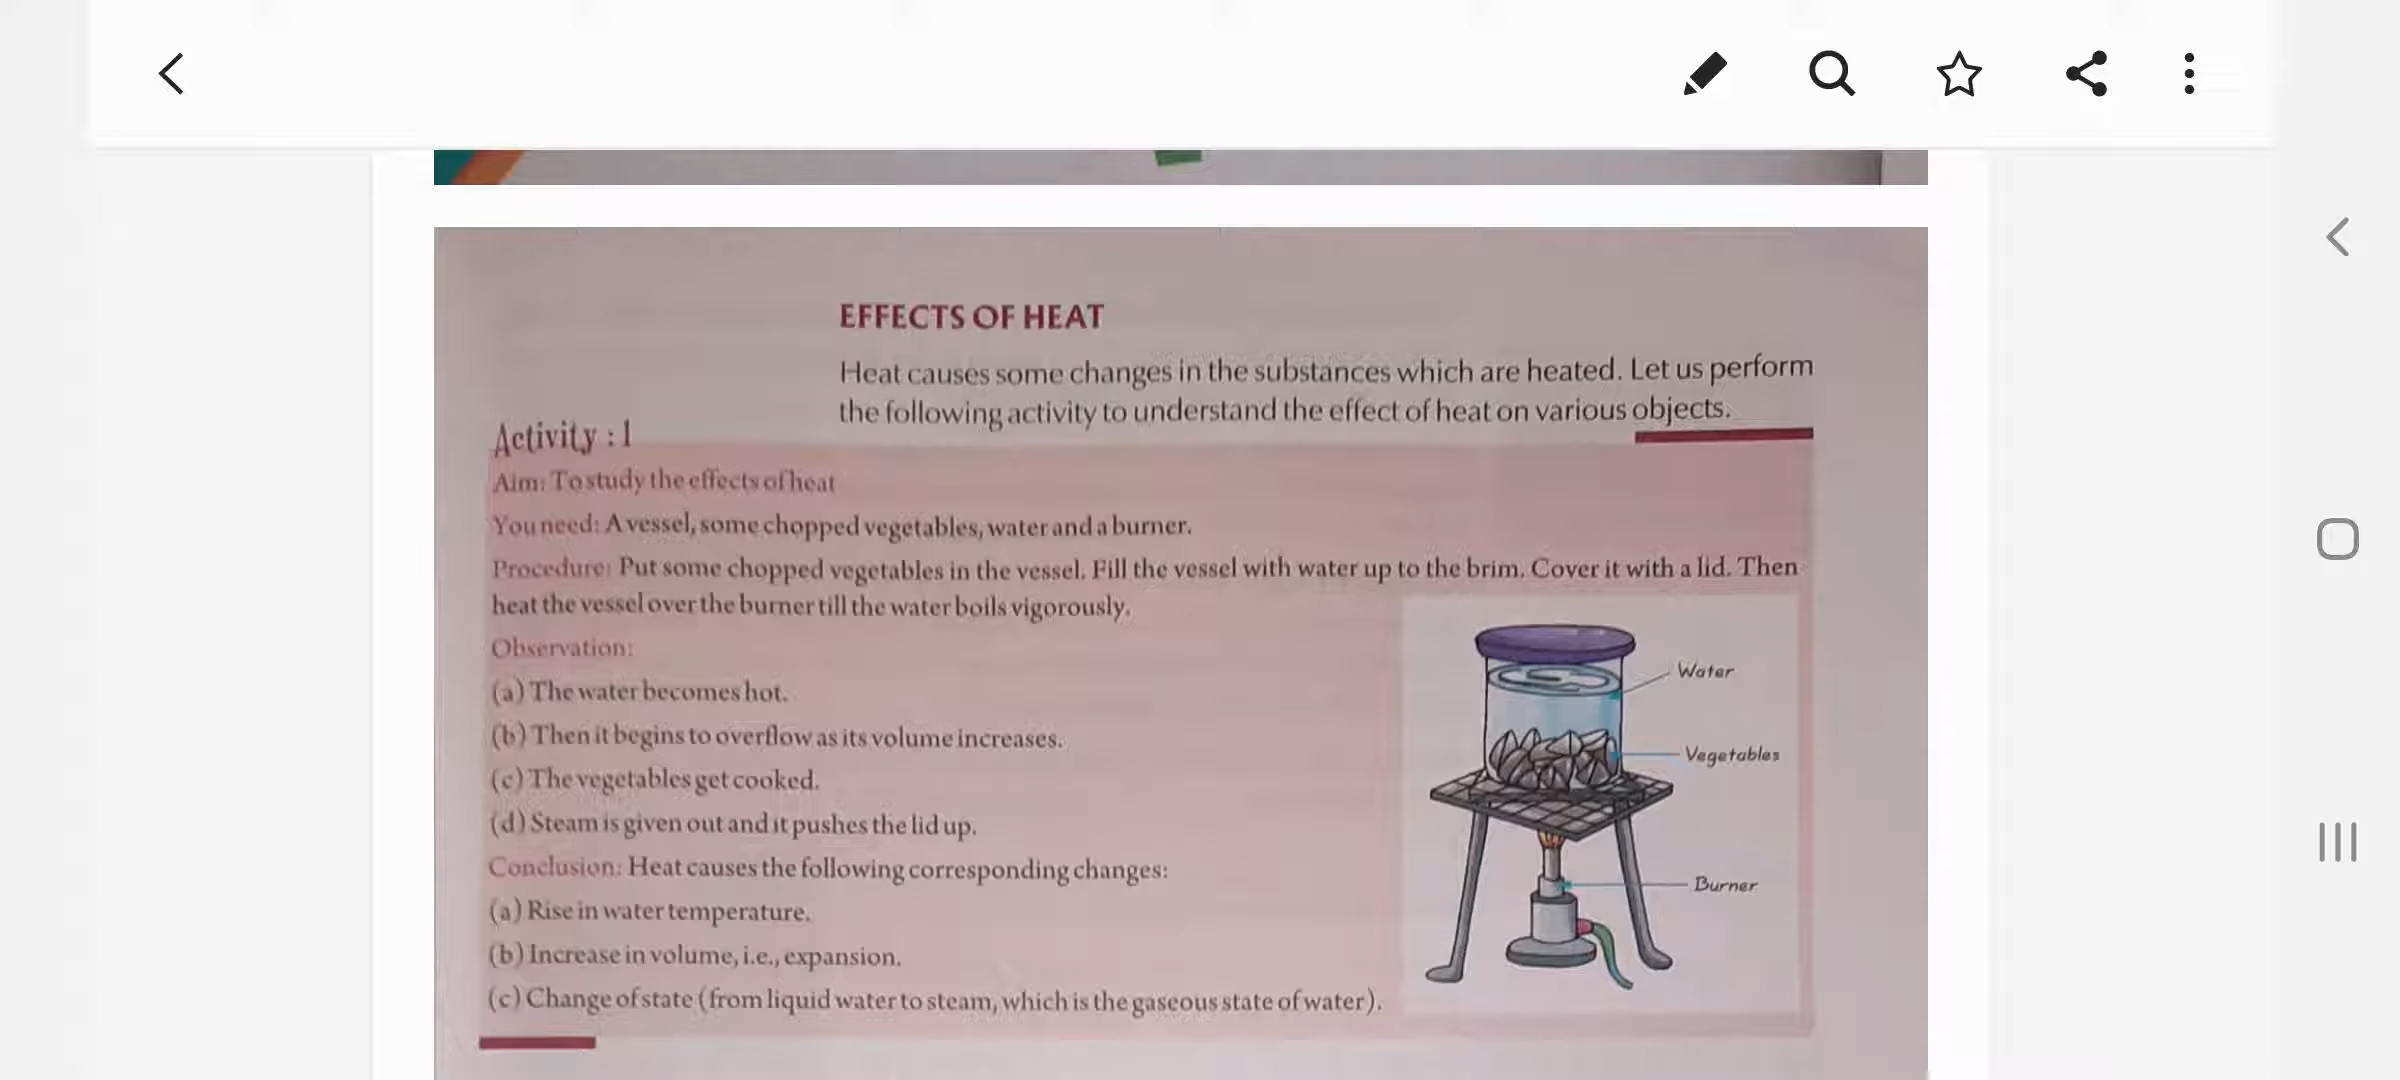 EFFECTS OF HEAT
Heat causes some changes in the substances which are heated. Let us perform
the following activity to understand the effect of heat on various objects.
Activity : 1
Aim: To study the effects of heat
You need: A vessel, some chopped vegetables, water and a burner.
Procedure: Put some chopped vegetables in the vessel. Fill the vessel with water up to the brim. Cover it with a lid. Then
heat the vessel over the burner till the water boils vigorously.
Observation:
(a) The water becomes hot.
(b) Then it begins to overflow as its volume increases.
(c) The vegetables get cooked.
(d) Steam is given out and it pushes the lid up.
Conclusion: Heat causes the following corresponding changes:
(a) Rise in water temperature.
(b) Increase in volume, i.e., expansion.
(c) Change of state (from liquid water to steam, which is the gaseous state of water).
Water
Vegetables
Burner